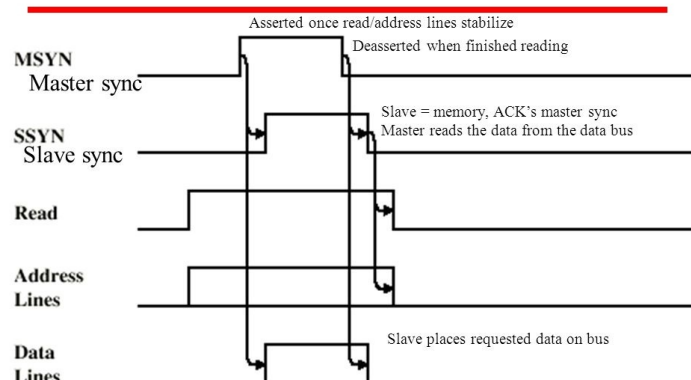 Asserted once read/address lines stabilize
MSYN
Deasserted when finished reading
Master sync
Slave = memory, ACK's master sync
SSYN
Master reads the data from the data bus
Slave sync
Read
Address
Lines
Slave places requested data on bus
Data
Lines